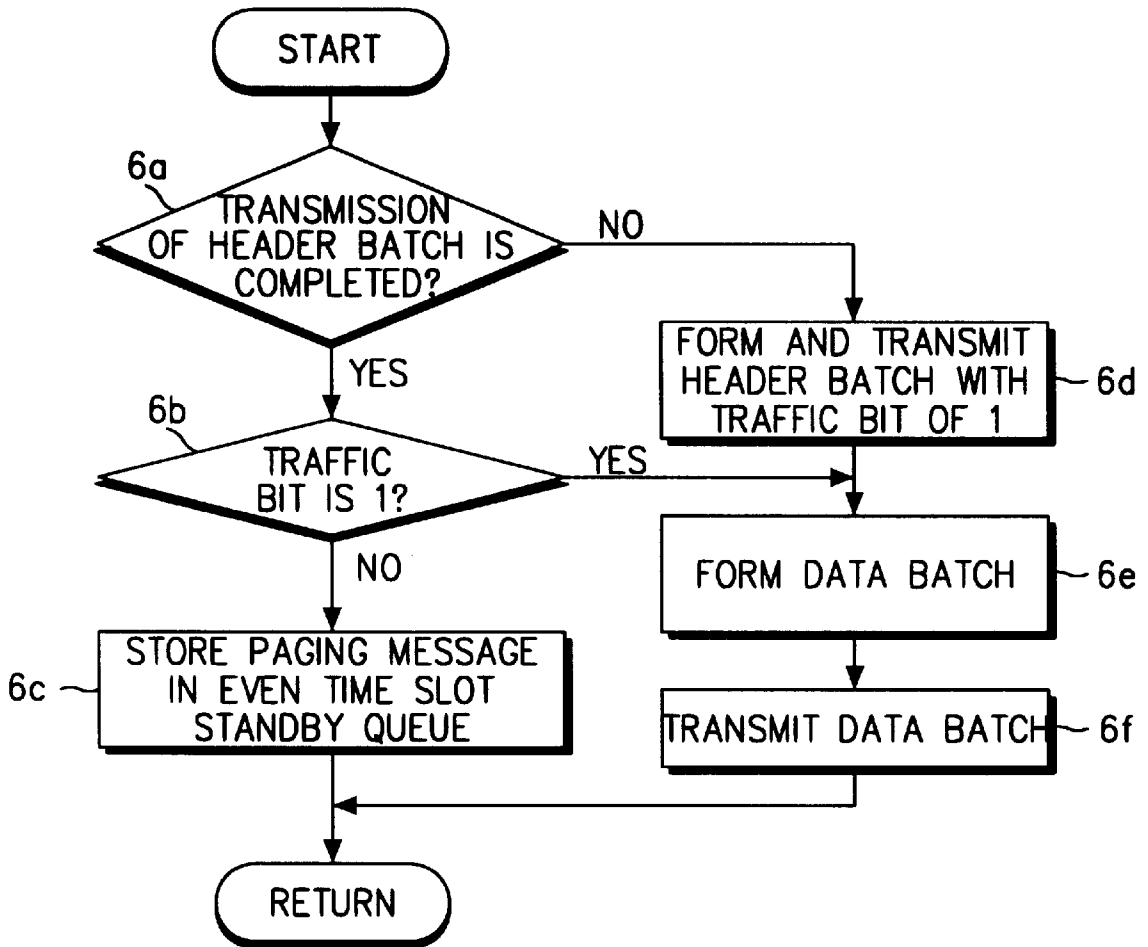 START
6a
TRANSMISSION
OF HEADER BATCH IS
COMPLETED?
NO
YES
FORM AND TRANSMIT
HEADER BATCH WITH
TRAFFIC BIT OF 1
6d
6b
TRAFFIC
BIT IS 1?
YES
NO
FORM DATA BATCH
6e
6c
STORE PAGING MESSAGE
IN EVEN TIME SLOT
STANDBY QUEUE
TRANSMIT DATA BATCH
6f
RETURN